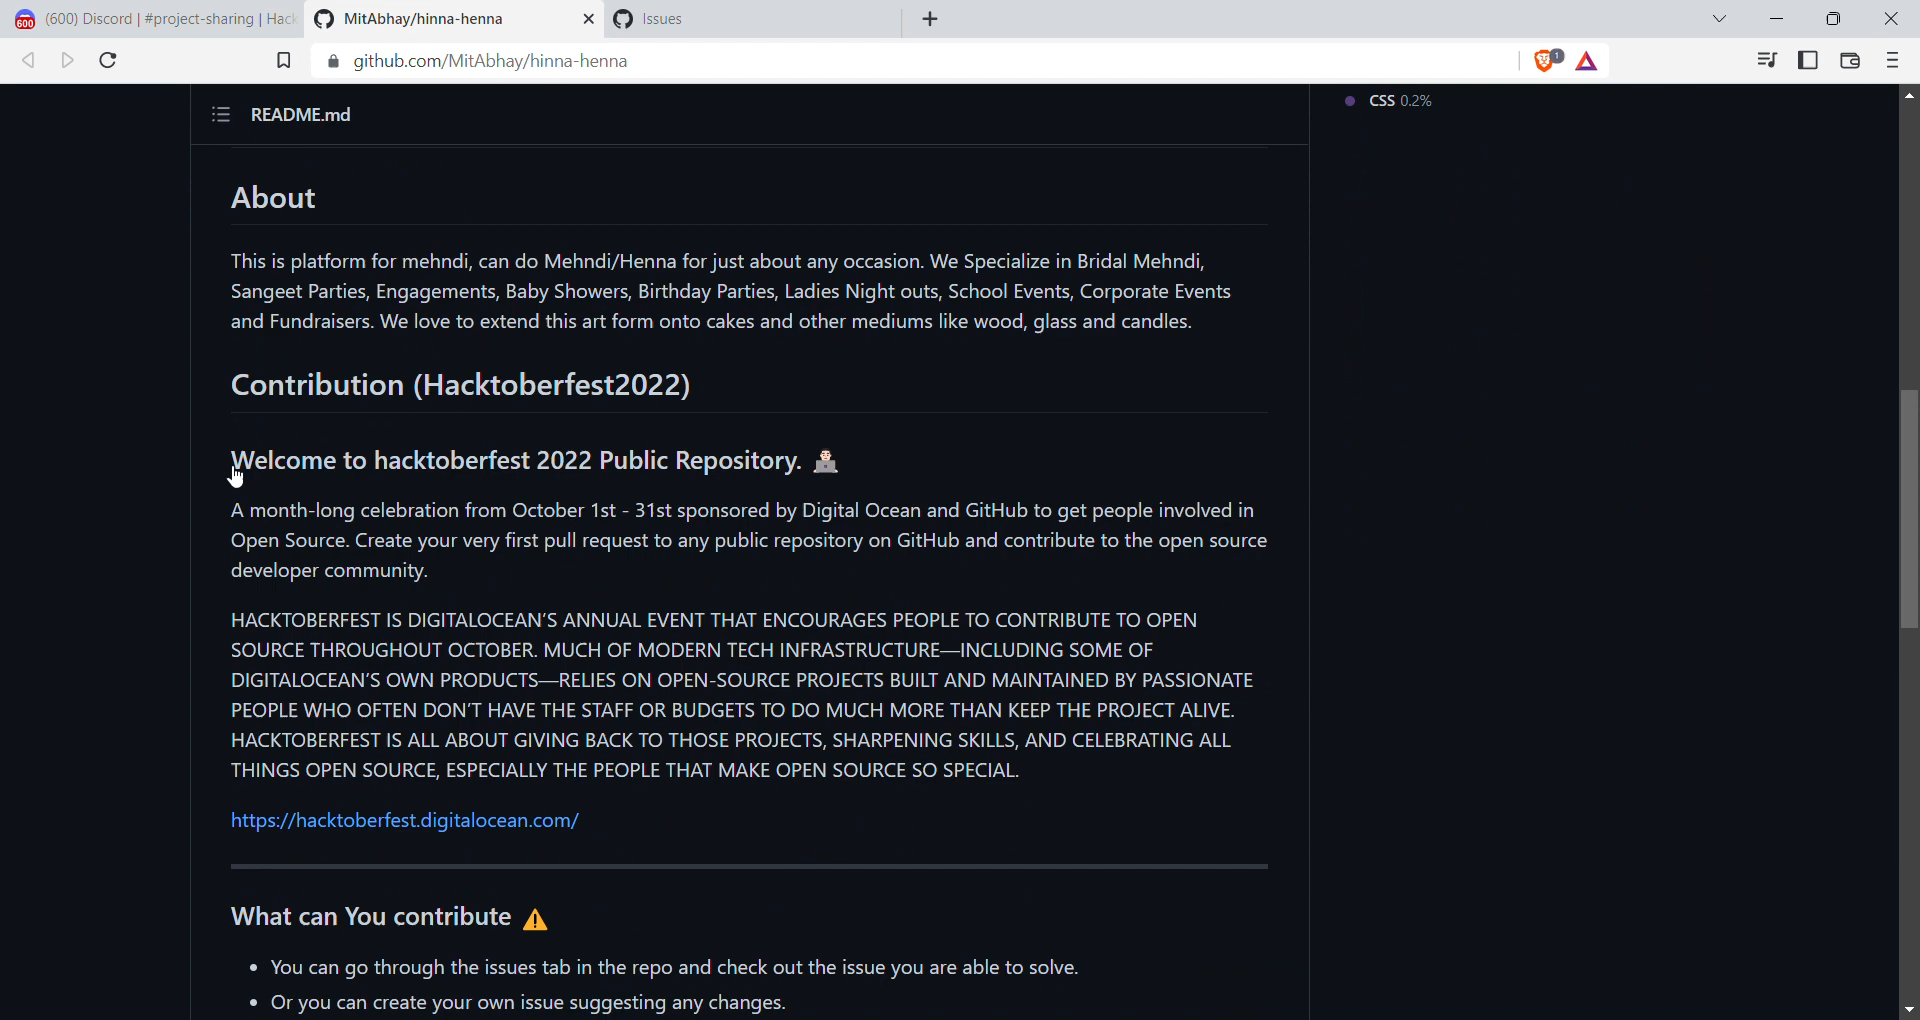 (600) Discord | #project-sharing | Hack
MitAbhay/hinna-henna
Issues
github.com/MitAbhay/hinna-henna
1
README.md
CSS 0.2%
About
This is platform for mehndi, can do Mehndi/Henna for just about any occasion. We Specialize in Bridal Mehndi,
Sangeet Parties, Engagements, Baby Showers, Birthday Parties, Ladies Night outs, School Events, Corporate Events
and Fundraisers. We love to extend this art form onto cakes and other mediums like wood, glass and candles.
Contribution (Hacktoberfest2022)
Welcome to hacktoberfest 2022 Public Repository. 👨🏻‍💻
A month-long celebration from October 1st - 31st sponsored by Digital Ocean and GitHub to get people involved in
Open Source. Create your very first pull request to any public repository on GitHub and contribute to the open source
developer community.
HACKTOBERFEST IS DIGITALOCEAN'S ANNUAL EVENT THAT ENCOURAGES PEOPLE TO CONTRIBUTE TO OPEN
SOURCE THROUGHOUT OCTOBER. MUCH OF MODERN TECH INFRASTRUCTURE—INCLUDING SOME OF
DIGITALOCEAN'S OWN PRODUCTS—RELIES ON OPEN-SOURCE PROJECTS BUILT AND MAINTAINED BY PASSIONATE
PEOPLE WHO OFTEN DON'T HAVE THE STAFF OR BUDGETS TO DO MUCH MORE THAN KEEP THE PROJECT ALIVE.
HACKTOBERFEST IS ALL ABOUT GIVING BACK TO THOSE PROJECTS, SHARPENING SKILLS, AND CELEBRATING ALL
THINGS OPEN SOURCE, ESPECIALLY THE PEOPLE THAT MAKE OPEN SOURCE SO SPECIAL.
https://hacktoberfest.digitalocean.com/
What can You contribute ⚠️
• You can go through the issues tab in the repo and check out the issue you are able to solve.
• Or you can create your own issue suggesting any changes.